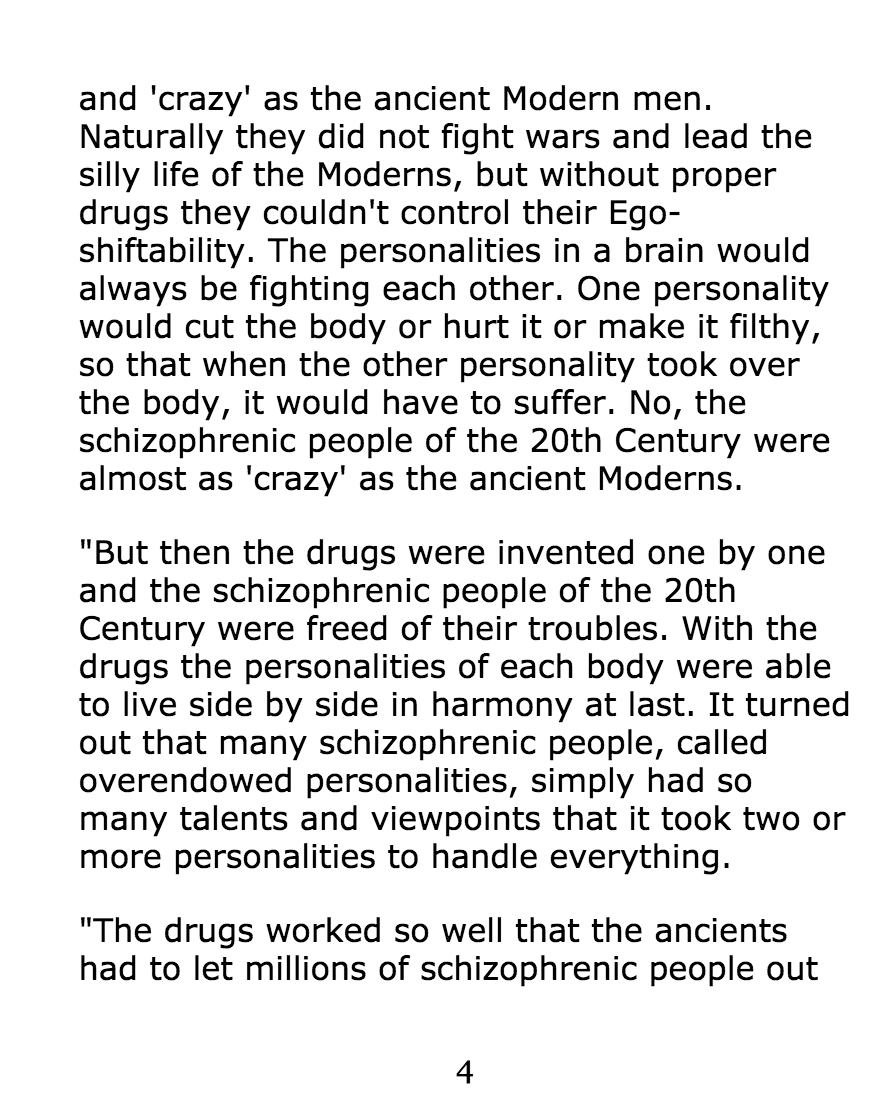 and 'crazy' as the ancient Modern men.
Naturally they did not fight wars and lead the
silly life of the Moderns, but without proper
drugs they couldn't control their Ego-
shiftability. The personalities in a brain would
always be fighting each other. One personality
would cut the body or hurt it or make it filthy,
so that when the other personality took over
the body, it would have to suffer. No, the
schizophrenic people of the 20th Century were
almost as 'crazy' as the ancient Moderns.

"But then the drugs were invented one by one
and the schizophrenic people of the 20th
Century were freed of their troubles. With the
drugs the personalities of each body were able
to live side by side in harmony at last. It turned
out that many schizophrenic people, called
overendowed personalities, simply had so
many talents and viewpoints that it took two or
more personalities to handle everything.

"The drugs worked so well that the ancients
had to let millions of schizophrenic people out

4